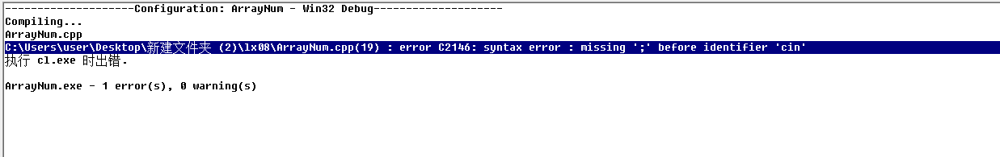 --------------------Configuration: ArrayNum - Win32 Debug--------------------
Compiling...
ArrayNum.cpp
C:\Users\user\Desktop\新建文件夹 (2)\lx08\ArrayNum.cpp(19) : error C2146: syntax error : missing ';' before identifier 'cin'
执行 cl.exe 时出错.
ArrayNum.exe - 1 error(s), 0 warning(s)